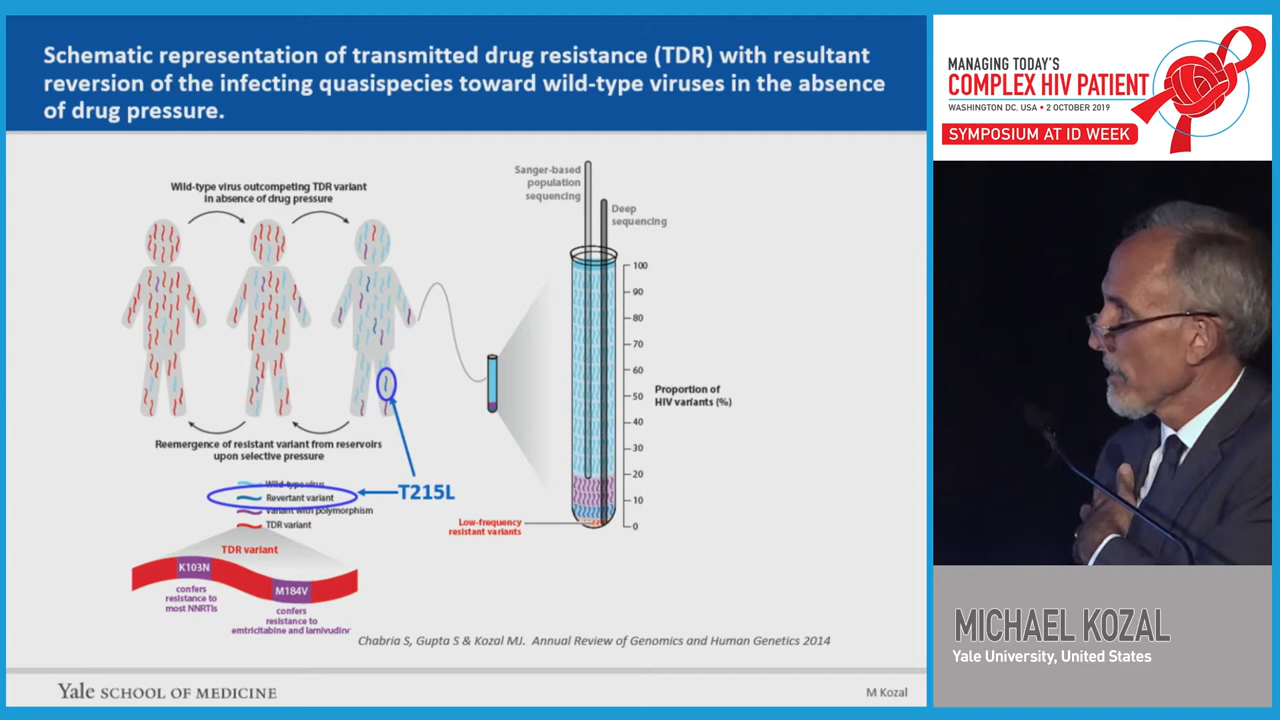 Schematic representation of transmitted drug resistance (TDR) with resultant
reversion of the infecting quasispecies toward wild-type viruses in the absence
of drug pressure.
MANAGING TODAY'S
COMPLEX HIV PATIENT
WASHINGTON DC, USA • 2 OCTOBER 2019
SYMPOSIUM AT ID WEEK
Wild-type virus outcompeting TDR variant
in absence of drug pressure
Sanger-based
population
sequencing
Deep
sequencing
100
90
80
70
60
50
40
30
20
10
0
Proportion of
HIV variants (%)
Reemergence of resistant variant from reservoirs
upon selective pressure
T215L
Wild-type virus
Revertant variant
Variant with polymorphism
TDR variant
Low-frequency
resistant variants
TDR variant
K103N
confers
resistance to
most NNRTIs
M184V
confers
resistance to
emtricitabine and lamivudine
Chabria S, Gupta S & Kozal MJ. Annual Review of Genomics and Human Genetics 2014
Yale SCHOOL OF MEDICINE
M Kozal
MICHAEL KOZAL
Yale University, United States